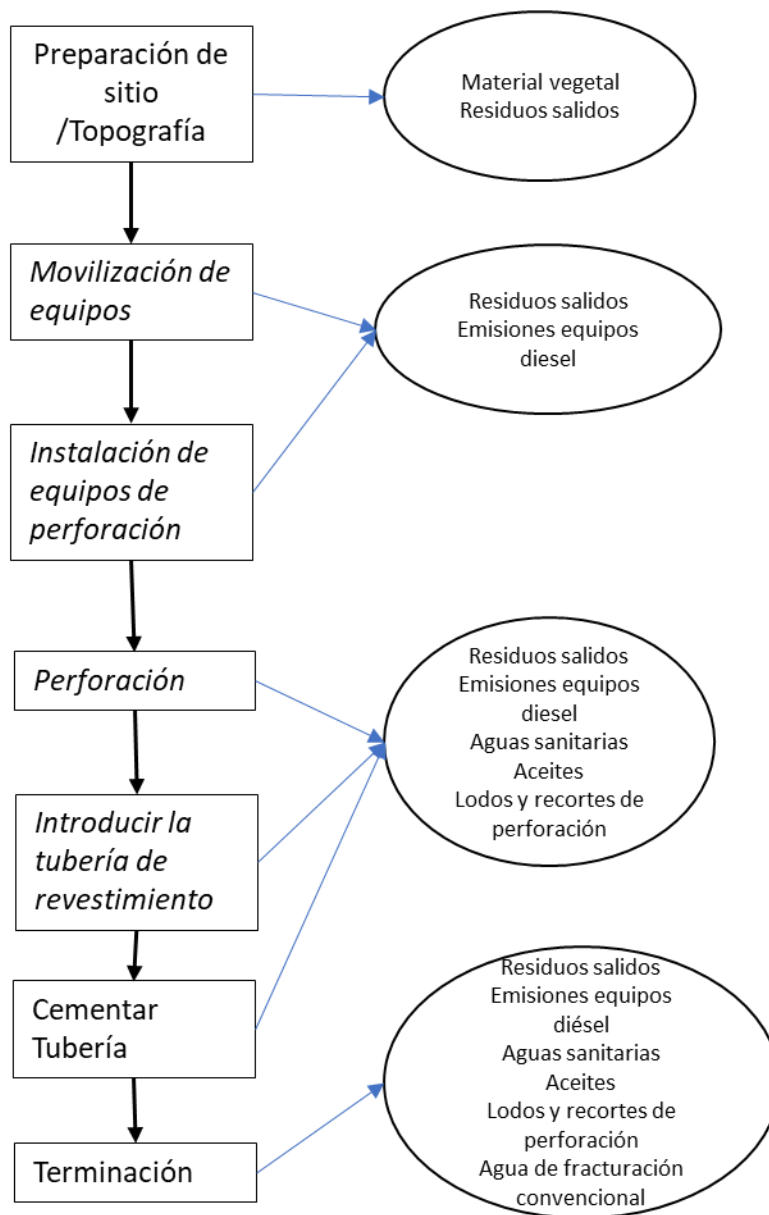 Preparación de
sitio
/Topografía
Material vegetal
Residuos salidos
Movilización de
equipos
Residuos salidos
Emisiones equipos
diesel
Instalación de
equipos de
perforación
Perforación
Residuos salidos
Emisiones equipos
diesel
Aguas sanitarias
Aceites
Lodos y recortes de
perforación
Introducir la
tubería de
revestimiento
Cementar
Tubería
Residuos salidos
Emisiones equipos
diésel
Aguas sanitarias
Aceites
Lodos y recortes de
perforación
Agua de fracturación
convencional
Terminación